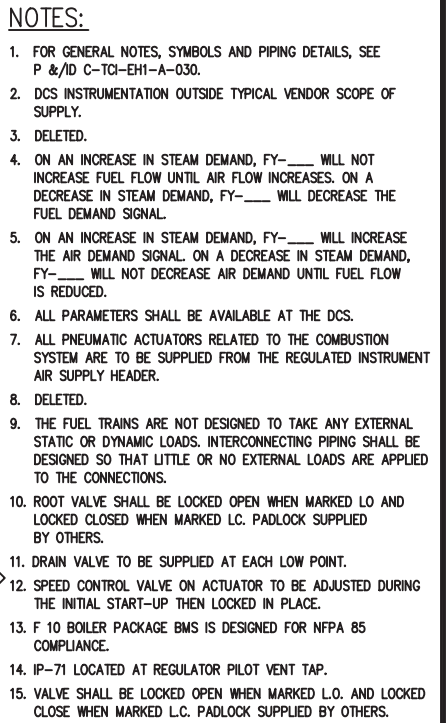 NOTES:
1. FOR GENERAL NOTES, SYMBOLS AND PIPING DETAILS, SEE
P &/ID C-TCI-EH1-A-030.
2. DCS INSTRUMENTATION OUTSIDE TYPICAL VENDOR SCOPE OF
SUPPLY.
3. DELETED.
4. ON AN INCREASE IN STEAM DEMAND, FY-___ WILL NOT
INCREASE FUEL FLOW UNTIL AIR FLOW INCREASES. ON A
DECREASE IN STEAM DEMAND, FY-___ WILL DECREASE THE
FUEL DEMAND SIGNAL.
5. ON AN INCREASE IN STEAM DEMAND, FY-___ WILL INCREASE
THE AIR DEMAND SIGNAL. ON A DECREASE IN STEAM DEMAND,
FY-___ WILL NOT DECREASE AIR DEMAND UNTIL FUEL FLOW
IS REDUCED.
6. ALL PARAMETERS SHALL BE AVAILABLE AT THE DCS.
7. ALL PNEUMATIC ACTUATORS RELATED TO THE COMBUSTION
SYSTEM ARE TO BE SUPPLIED FROM THE REGULATED INSTRUMENT
AIR SUPPLY HEADER.
8. DELETED.
9. THE FUEL TRAINS ARE NOT DESIGNED TO TAKE ANY EXTERNAL
STATIC OR DYNAMIC LOADS. INTERCONNECTING PIPING SHALL BE
DESIGNED SO THAT LITTLE OR NO EXTERNAL LOADS ARE APPLIED
TO THE CONNECTIONS.
10. ROOT VALVE SHALL BE LOCKED OPEN WHEN MARKED LO AND
LOCKED CLOSED WHEN MARKED LC. PADLOCK SUPPLIED
BY OTHERS.
11. DRAIN VALVE TO BE SUPPLIED AT EACH LOW POINT.
12. SPEED CONTROL VALVE ON ACTUATOR TO BE ADJUSTED DURING
THE INITIAL START-UP THEN LOCKED IN PLACE.
13. F 10 BOILER PACKAGE BMS IS DESIGNED FOR NFPA 85
COMPLIANCE.
14. IP-71 LOCATED AT REGULATOR PILOT VENT TAP.
15. VALVE SHALL BE LOCKED OPEN WHEN MARKED L.O. AND LOCKED
CLOSE WHEN MARKED L.C. PADLOCK SUPPLIED BY OTHERS.